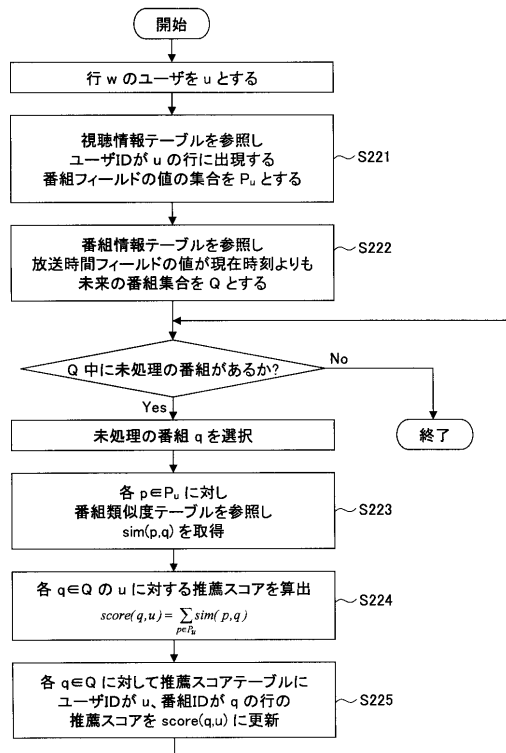 開始
行 w のユーザを u とする
視聴情報テーブルを参照し
ユーザIDが u の行に出現する
番組フィールドの値の集合を Pu とする
S221
番組情報テーブルを参照し
放送時間フィールドの値が現在時刻よりも
未来の番組集合を Q とする
S222
Q 中に未処理の番組があるか?
No
Yes
終了
未処理の番組 q を選択
各 p∈Pu に対し
番組類似度テーブルを参照し
sim(p,q) を取得
S223
各 q∈Q の u に対する推薦スコアを算出
score(q,u) = ∑ sim(p,q)
p∈Pu
S224
各 q∈Q に対して推薦スコアテーブルに
ユーザIDが u、番組IDが q の行の
推薦スコアを score(q,u) に更新
S225